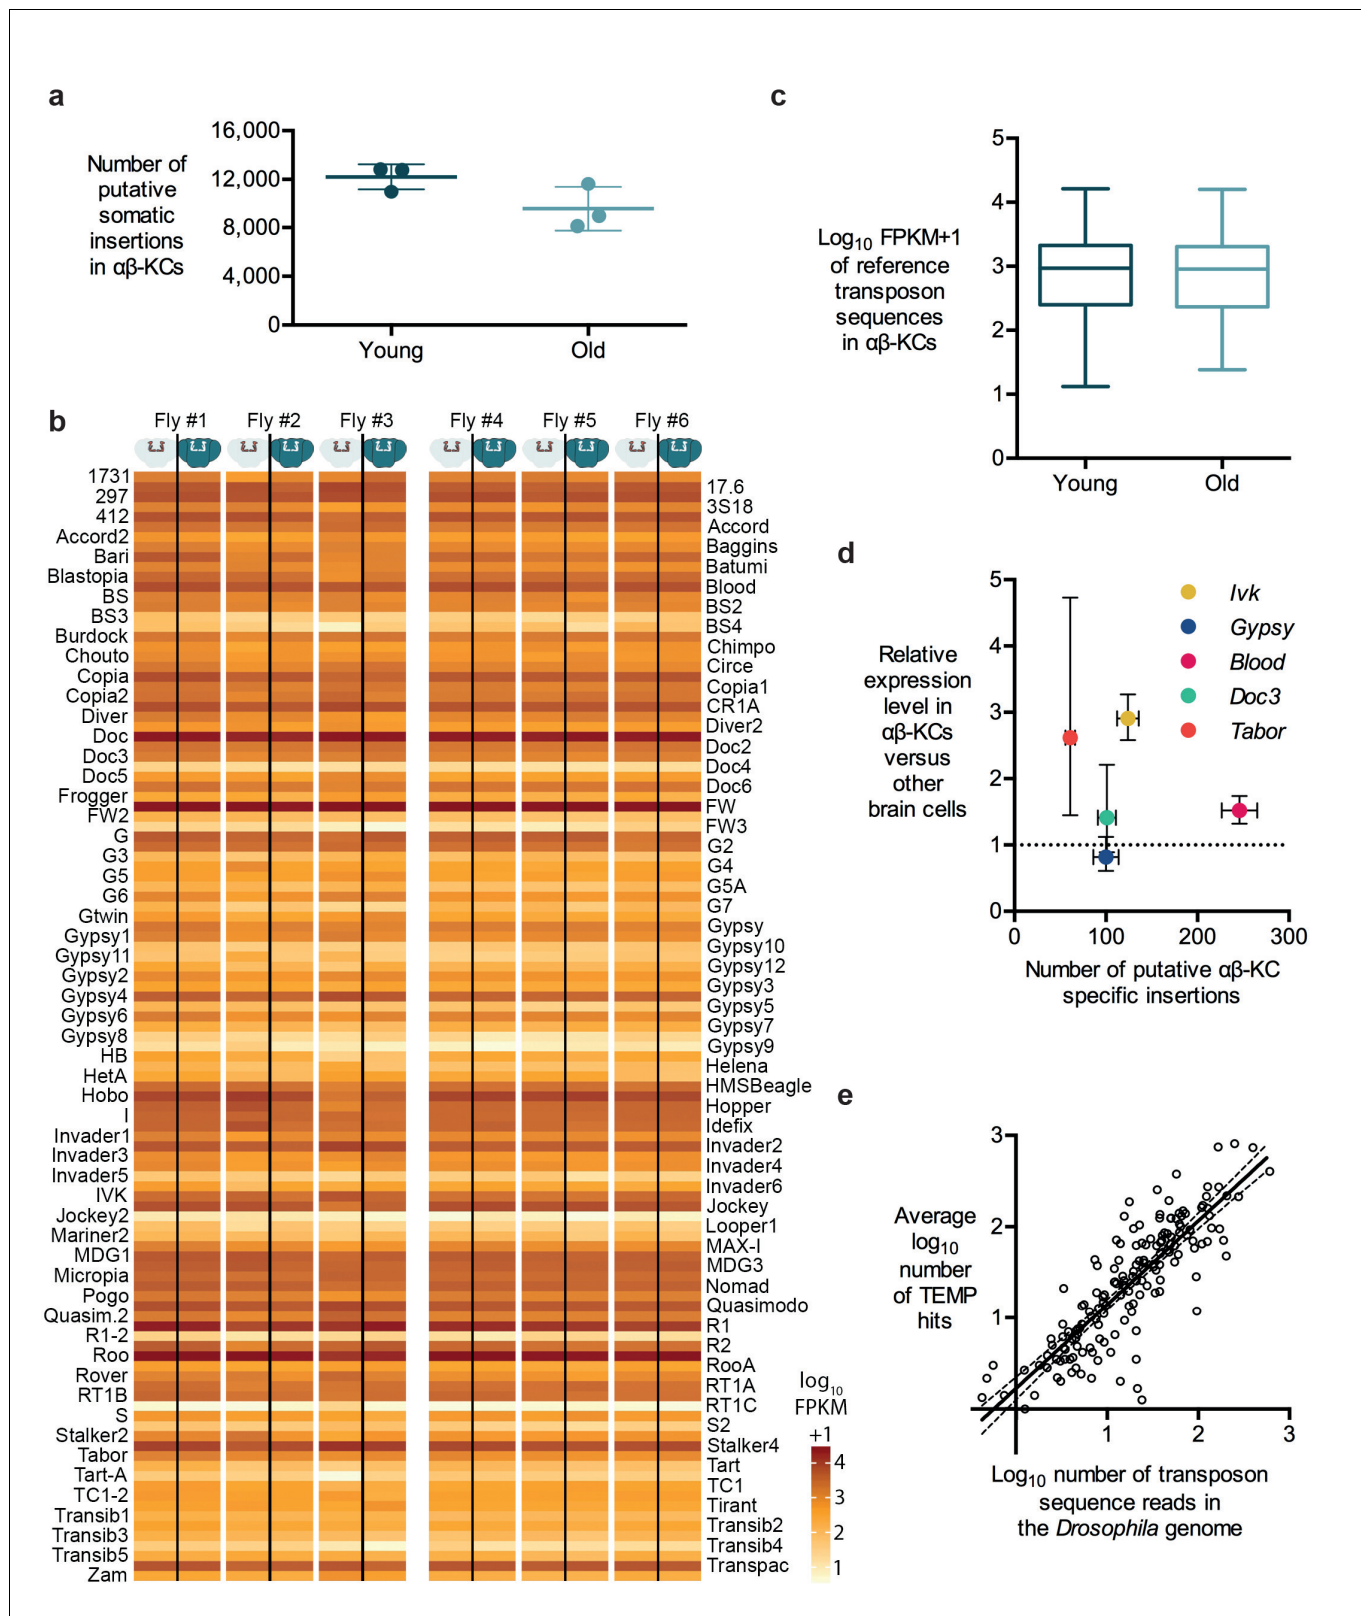 a
16,000
12,000
8,000
4,000
0
Number of
putative
somatic
insertions
in αβ-KCs
Young
Old
b
Fly #1
Fly #2
Fly #3
Fly #4
Fly #5
Fly #6
1731
297
412
Accord2
Bari
Blastopia
BS
BS3
Burdock
Chouto
Copia
Copia2
Diver
Doc
Doc3
Doc5
Frogger
FW2
G
G3
G5
G6
Gtwin
Gypsy1
Gypsy11
Gypsy2
Gypsy4
Gypsy6
Gypsy8
HB
HetA
Hobo
I
Invader1
Invader3
Invader5
IVK
Jockey2
Mariner2
MDG1
Micropia
Pogo
Quasim.2
R1-2
Roo
Rover
RT1B
S
Stalker2
Tabor
Tart-A
TC1-2
Transib1
Transib3
Transib5
Zam
17.6
3S18
Accord
Baggins
Batumi
Blood
BS2
BS4
Chimpo
Circe
Copia1
CR1A
Diver2
Doc2
Doc4
Doc6
FW
FW3
G2
G4
G5A
G7
Gypsy
Gypsy10
Gypsy12
Gypsy3
Gypsy5
Gypsy7
Gypsy9
Helena
HMSBeagle
Hopper
Idefix
Invader2
Invader4
Invader6
Jockey
Looper1
MAX-I
MDG3
Nomad
Quasimodo
R1
R2
RooA
RT1A
RT1C
S2
Stalker4
Tart
TC1
Tirant
Transib2
Transib4
Transpac
log10
FPKM
+1
4
3
2
1
c
5
4
3
2
1
0
Log10 FPKM+1
of reference
transposon
sequences
in αβ-KCs
Young
Old
d
5
4
3
2
1
0
Relative
expression
level in
αβ-KCs
versus
other
brain cells
Ivk
Gypsy
Blood
Doc3
Tabor
0
100
200
300
Number of putative αβ-KC
specific insertions
e
3
2
1
Average
log10
number
of TEMP
hits
1
2
3
Log10 number of transposon
sequence reads in
the Drosophila genome